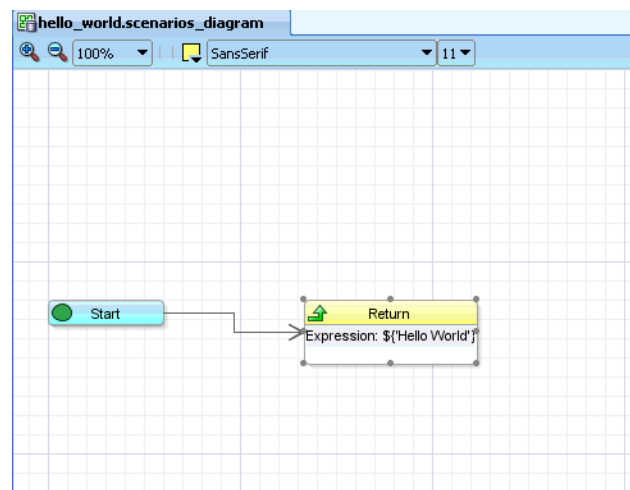 hello_world.scenarios_diagram
100% SansSerif 11
Start
Return
Expression: ${'Hello World'}